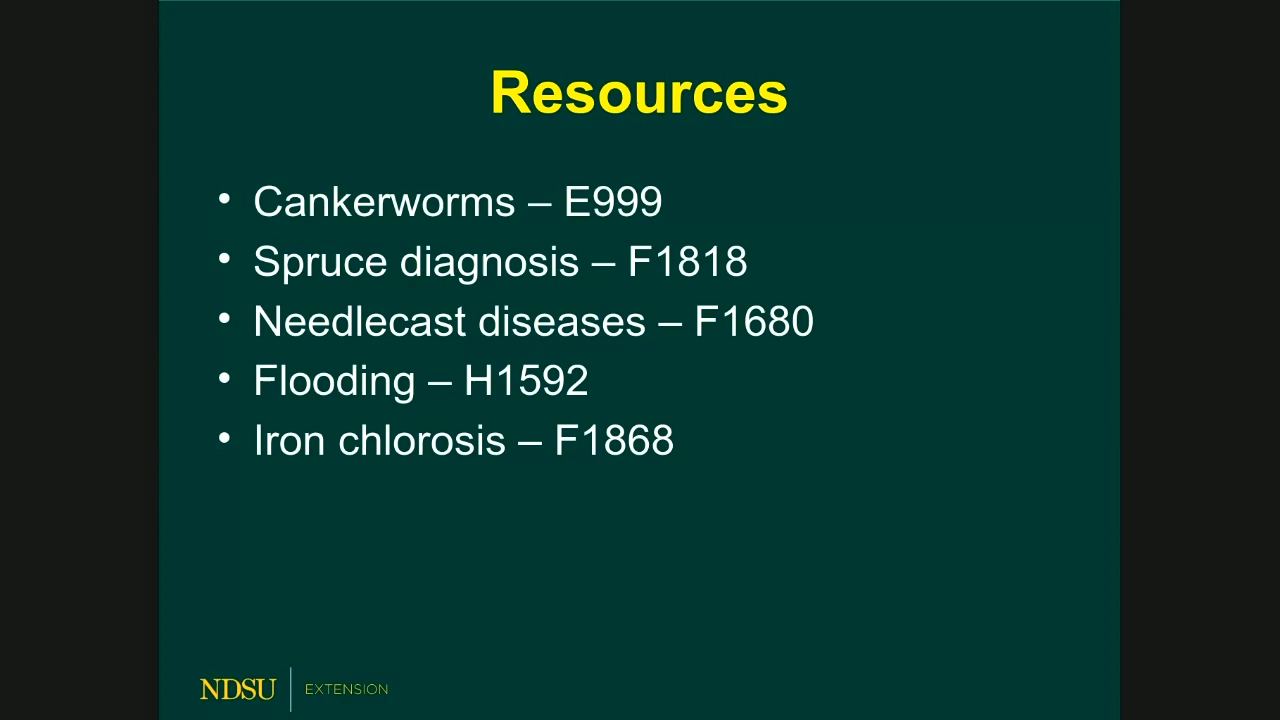 Resources
• Cankerworms – E999
• Spruce diagnosis – F1818
• Needlecast diseases – F1680
• Flooding – H1592
• Iron chlorosis – F1868
NDSU | EXTENSION